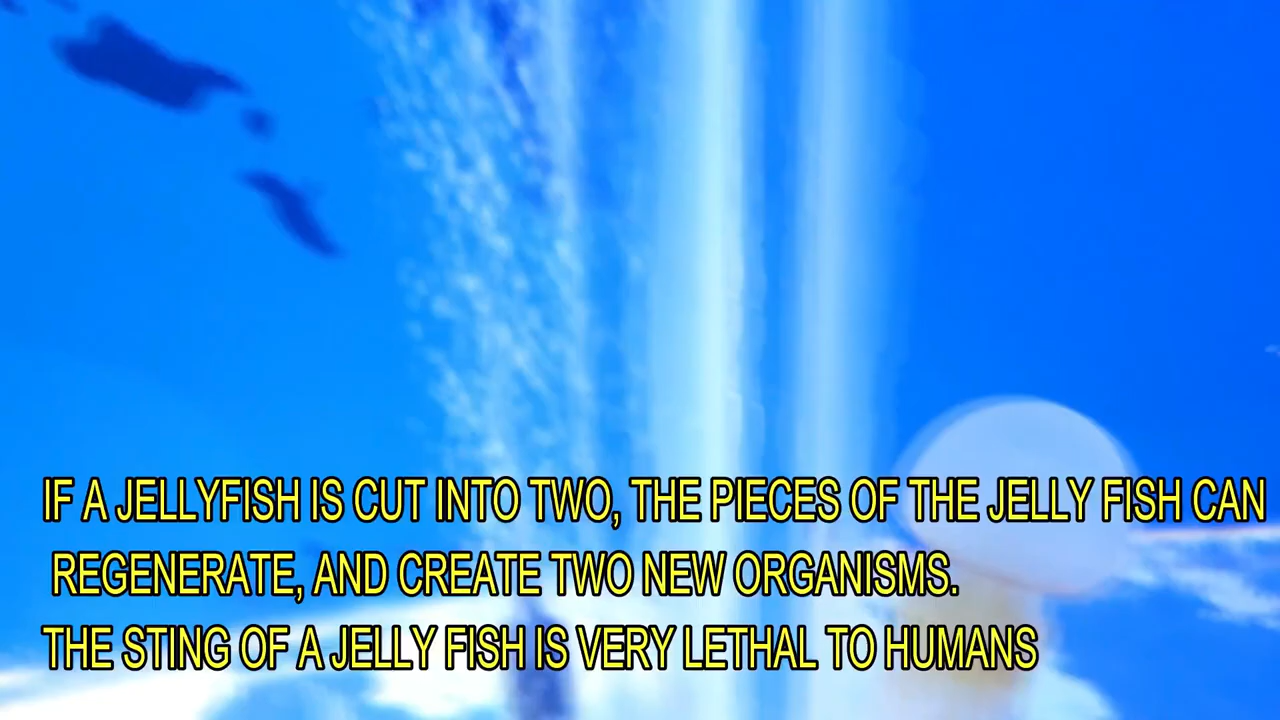 IF A JELLYFISH IS CUT INTO TWO, THE PIECES OF THE JELLY FISH CAN
REGENERATE, AND CREATE TWO NEW ORGANISMS.
THE STING OF A JELLY FISH IS VERY LETHAL TO HUMANS